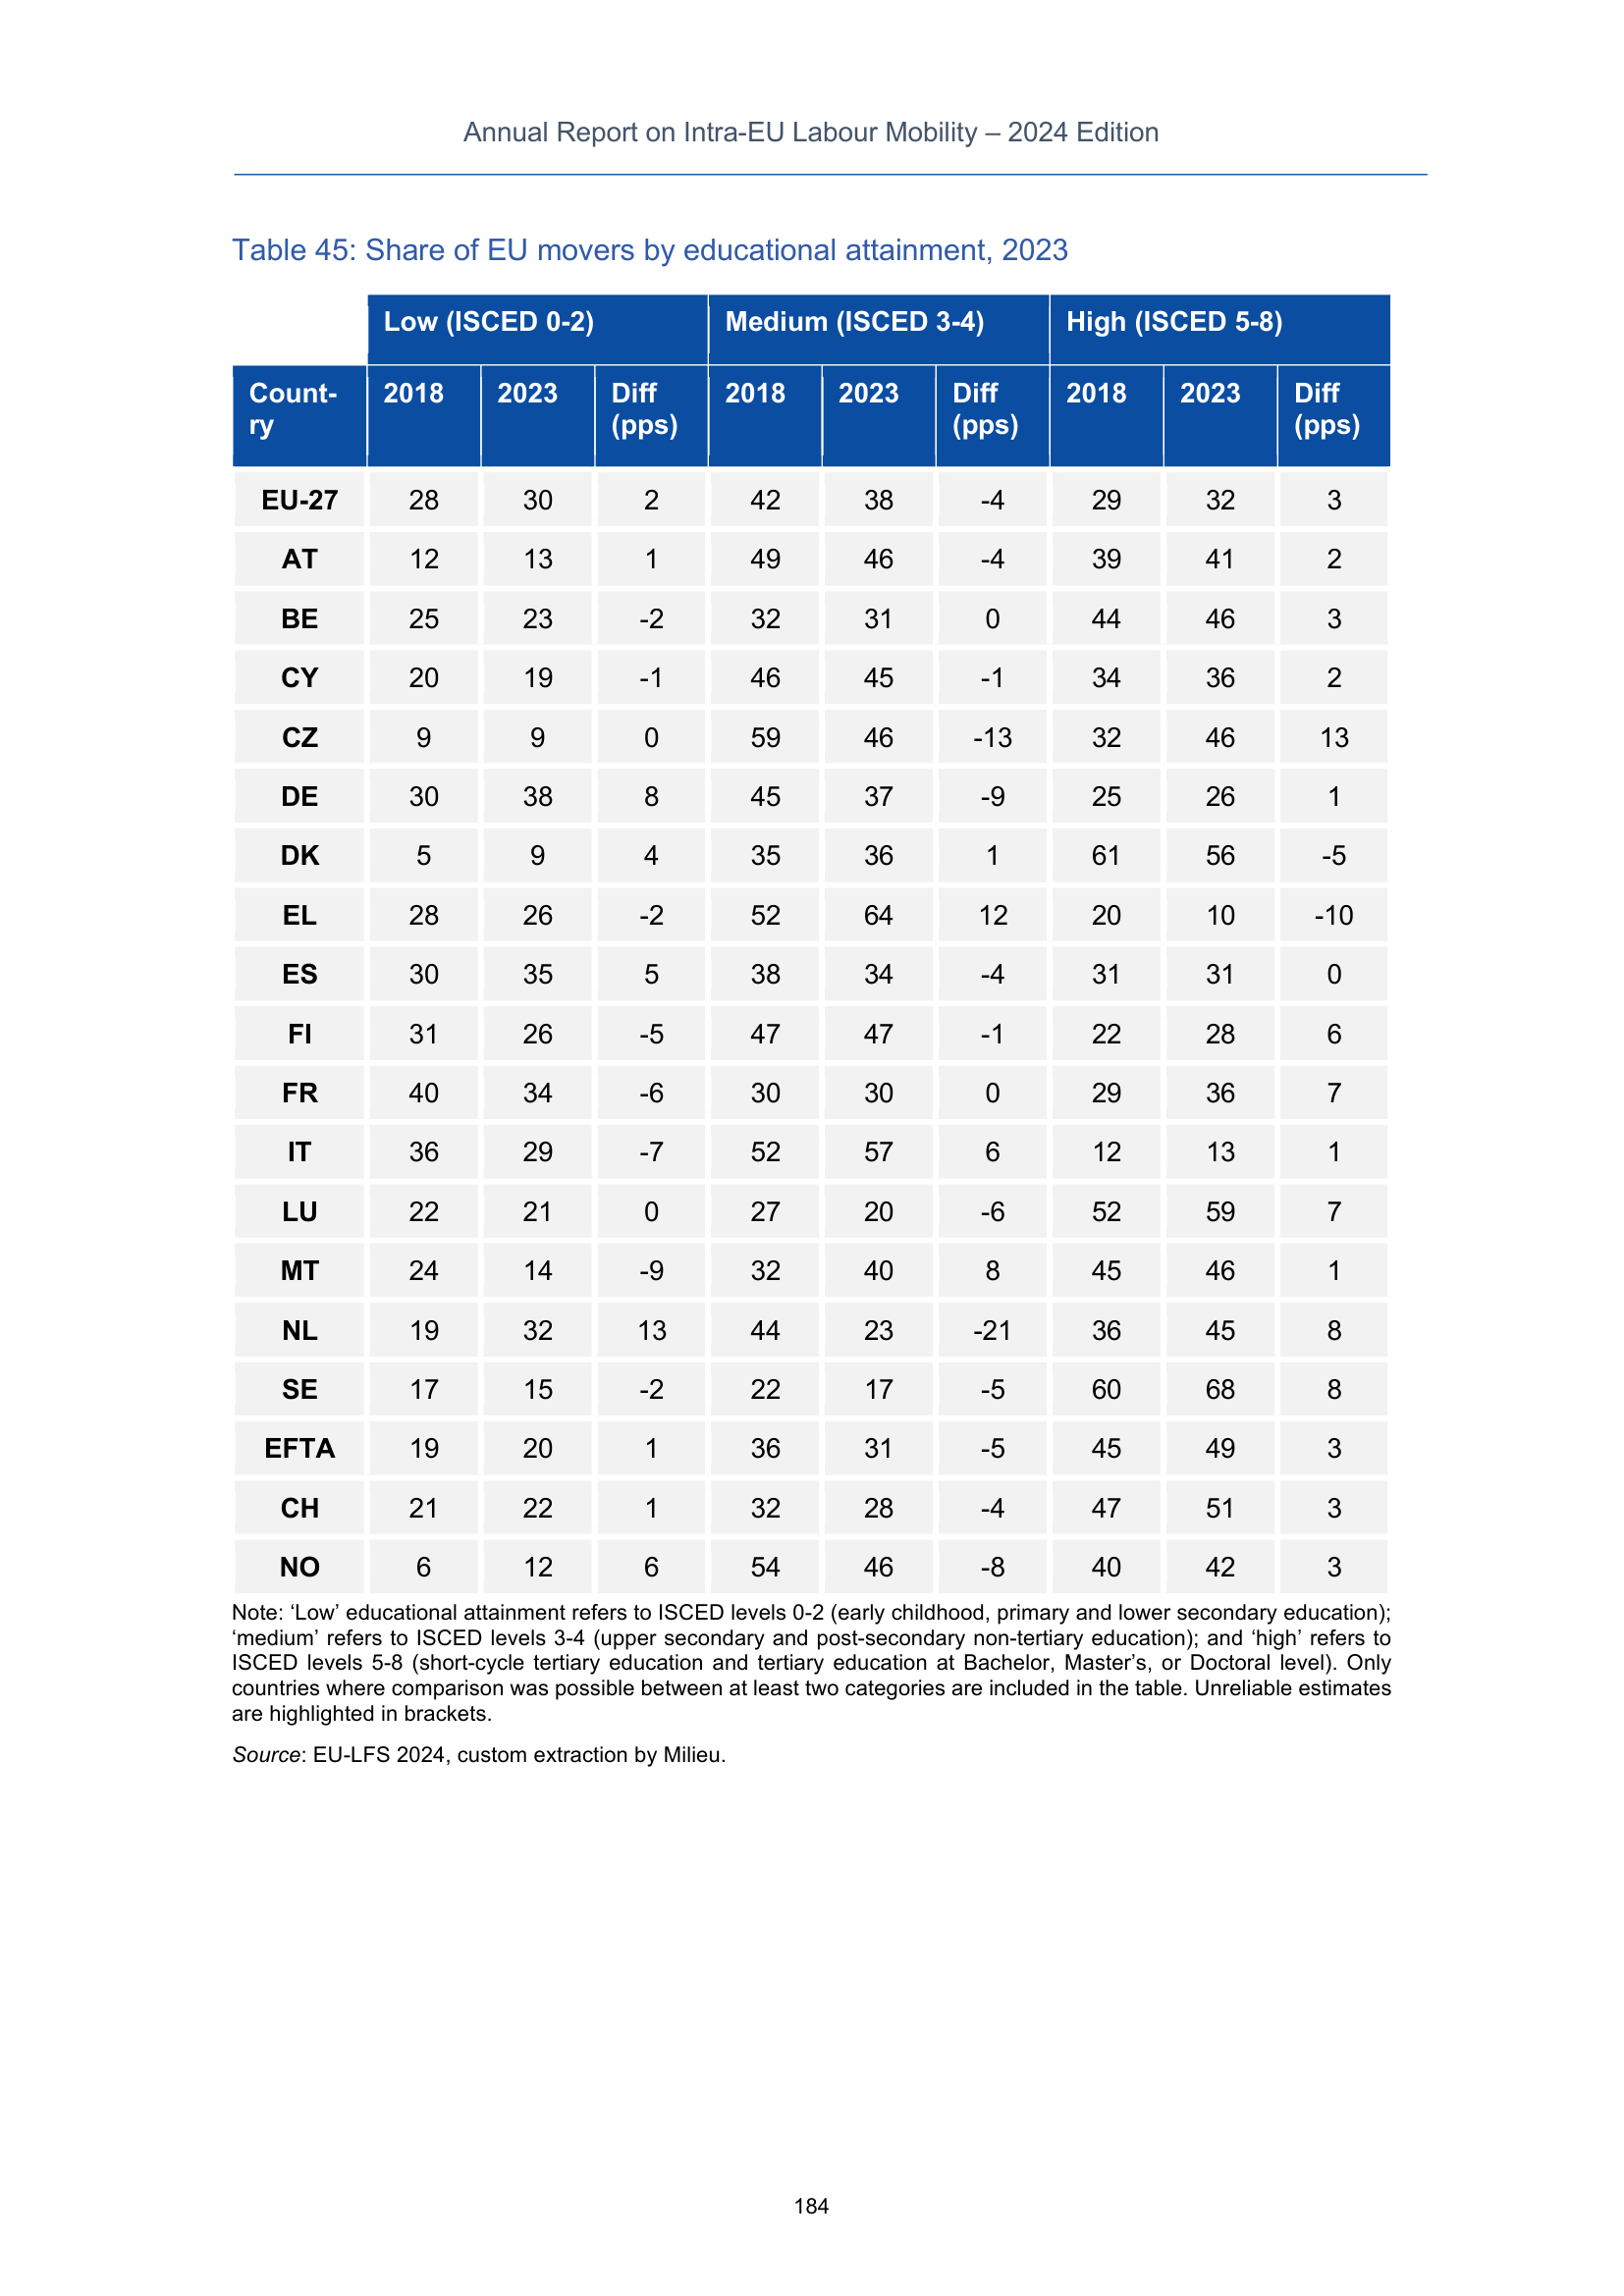 Annual Report on Intra-EU Labour Mobility – 2024 Edition
Table 45: Share of EU movers by educational attainment, 2023
Low (ISCED 0-2) Medium (ISCED 3-4) High (ISCED 5-8)
Count-ry 2018 2023 Diff (pps) 2018 2023 Diff (pps) 2018 2023 Diff (pps)
EU-27 28 30 2 42 38 -4 29 32 3
AT 12 13 1 49 46 -4 39 41 2
BE 25 23 -2 32 31 0 44 46 3
CY 20 19 -1 46 45 -1 34 36 2
CZ 9 9 0 59 46 -13 32 46 13
DE 30 38 8 45 37 -9 25 26 1
DK 5 9 4 35 36 1 61 56 -5
EL 28 26 -2 52 64 12 20 10 -10
ES 30 35 5 38 34 -4 31 31 0
FI 31 26 -5 47 47 -1 22 28 6
FR 40 34 -6 30 30 0 29 36 7
IT 36 29 -7 52 57 6 12 13 1
LU 22 21 0 27 20 -6 52 59 7
MT 24 14 -9 32 40 8 45 46 1
NL 19 32 13 44 23 -21 36 45 8
SE 17 15 -2 22 17 -5 60 68 8
EFTA 19 20 1 36 31 -5 45 49 3
CH 21 22 1 32 28 -4 47 51 3
NO 6 12 6 54 46 -8 40 42 3
Note: ‘Low’ educational attainment refers to ISCED levels 0-2 (early childhood, primary and lower secondary education);
‘medium’ refers to ISCED levels 3-4 (upper secondary and post-secondary non-tertiary education); and ‘high’ refers to
ISCED levels 5-8 (short-cycle tertiary education and tertiary education at Bachelor, Master’s, or Doctoral level). Only
countries where comparison was possible between at least two categories are included in the table. Unreliable estimates
are highlighted in brackets.
Source: EU-LFS 2024, custom extraction by Milieu.
184